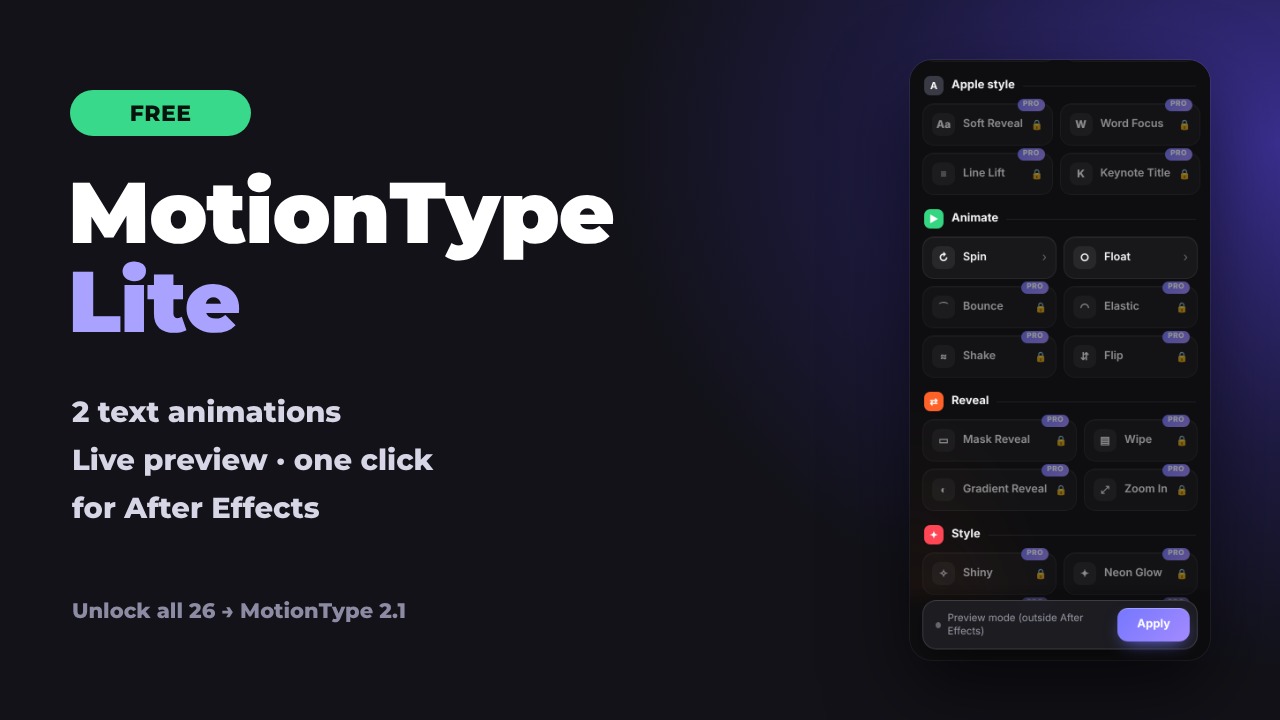 FREE
MotionType
Lite
2 text animations
Live preview · one click
for After Effects
Unlock all 26 → MotionType 2.1
A Apple style
PRO PRO
Aa Soft Reveal W Word Focus
PRO PRO
Line Lift K Keynote Title
Animate
Spin › Float ›
PRO PRO
Bounce Elastic
PRO PRO
Shake Flip
Reveal
PRO PRO
Mask Reveal Wipe
PRO PRO
Gradient Reveal Zoom In
Style
PRO PRO
Shiny Neon Glow
Preview mode (outside After
Effects)
Apply